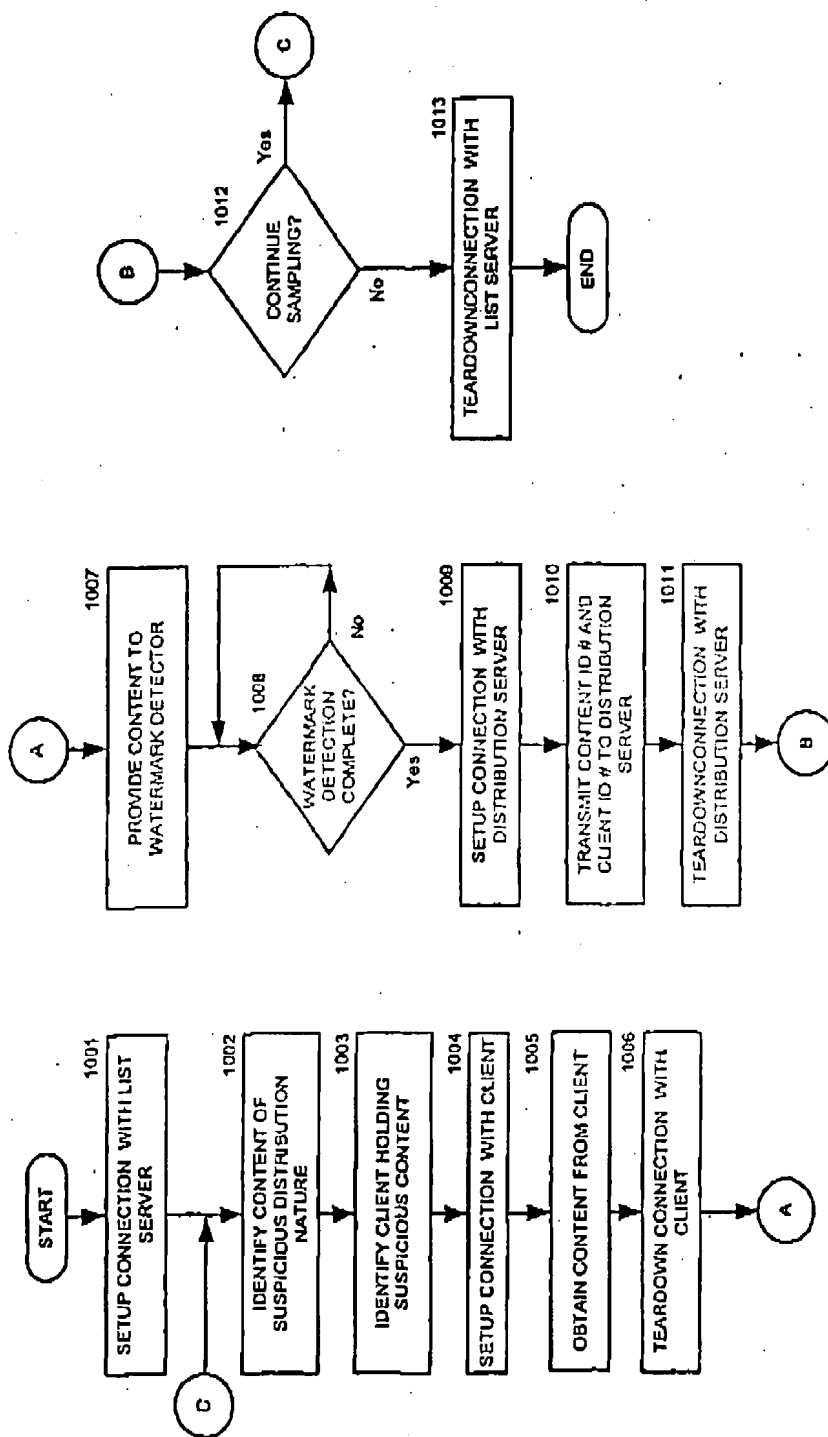 START
1001
SETUP CONNECTION WITH LIST
SERVER
C
1002
IDENTIFY CONTENT OF
SUSPICIOUS DISTRIBUTION
NATURE
1003
IDENTIFY CLIENT HOLDING
SUSPICIOUS CONTENT
1004
SETUP CONNECTION WITH CLIENT
1005
OBTAIN CONTENT FROM CLIENT
1006
TEARDOWN CONNECTION WITH
CLIENT
A
A
1007
PROVIDE CONTENT TO
WATERMARK DETECTOR
1008
WATERMARK
DETECTION
COMPLETE?
No
Yes
1009
SETUP CONNECTION WITH
DISTRIBUTION SERVER
1010
TRANSMIT CONTENT ID # AND
CLIENT ID # TO DISTRIBUTION
SERVER
1011
TEARDOWNCONNECTION WITH
DISTRIBUTION SERVER
B
B
1012
CONTINUE
SAMPLING?
Yes
C
No
1013
TEARDOWNCONNECTION WITH
LIST SERVER
END